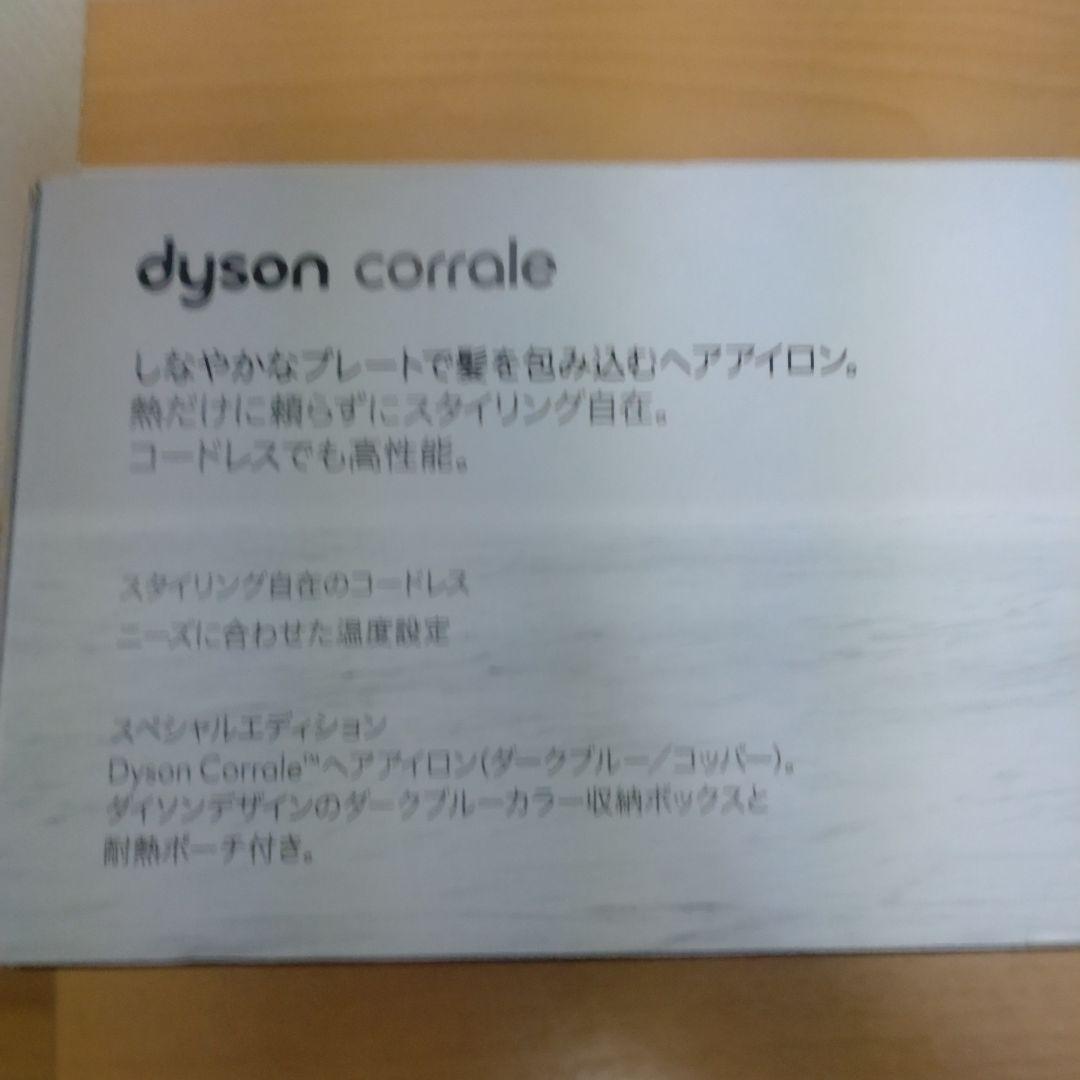 dyson corrale
しなやかなプレートで髪を包み込むヘアアイロン。
熱だけに頼らずにスタイリング自在。
コードレスでも高性能。
スタイリング自在のコードレス
ニーズに合わせた温度設定
スペシャルエディション
Dyson Corrale™ヘアアイロン(ダークブルー/コッパー)。
ダイソンデザインのダークブルーカラー収納ボックスと
耐熱ポーチ付き。